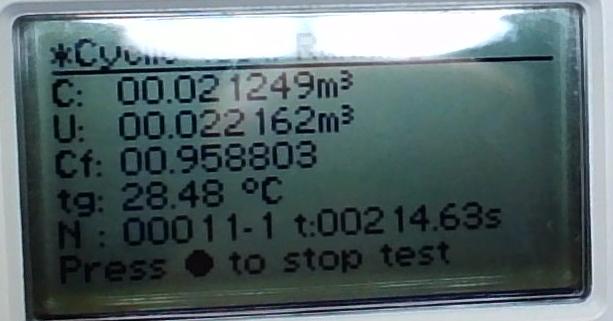 C: 00.021249m³
U: 00.022162m³
Cf: 00.958803
tg: 28.48 °C
N : 00011-1 t:00214.63s
Press ● to stop test